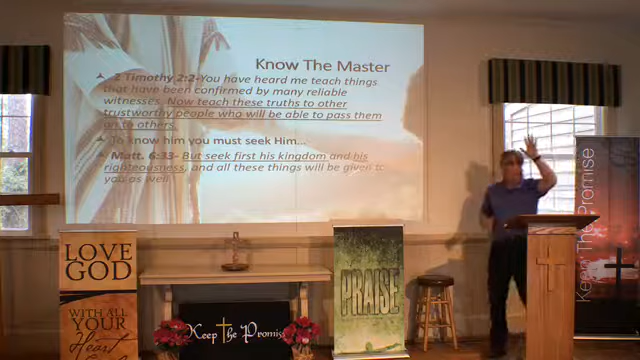 Know The Master
2 Timothy 2:2-You have heard me teach things
that have been confirmed by many reliable
witnesses. Now teach these truths to other
trustworthy people who will be able to pass them
on to others.
To know him you must seek Him...
Matt. 6:33- But seek first his kingdom and his
righteousness, and all these things will be given to
you as well
LOVE
GOD
WITH ALL
YOUR
Heart
PRAISE
Keep the Promise
Keepin' The Promise